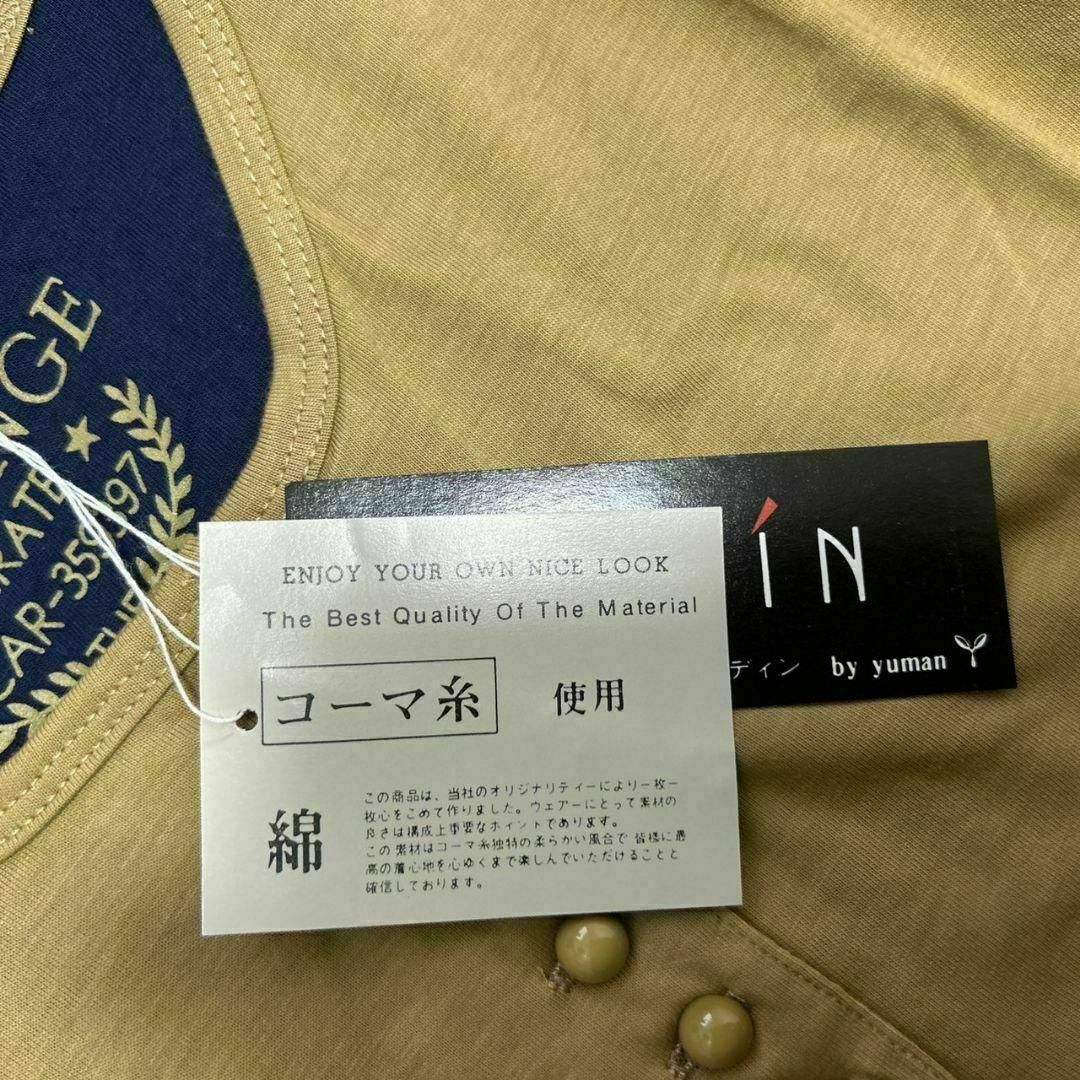 NGE
RATE
359097
CAR-
THE
ÍN
ディン by yuman
ENJOY YOUR OWN NICE LOOK
The Best Quality Of The Material
コーマ糸 使用
綿
この商品は、当社のオリジナリティーにより一枚一
枚心をこめて作りました。ウェアーにとって素材の
良さは構成上重要なポイントであります。
この素材はコーマ糸独特の柔らかい風合で皆様に最
高の着心地を心ゆくまで楽しんでいただけることと
確信しております。